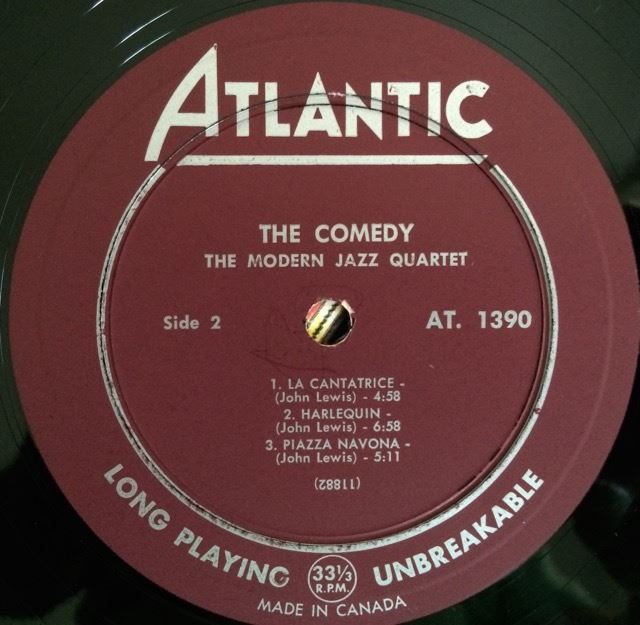 ATLANTIC
THE COMEDY
THE MODERN JAZZ QUARTET
Side 2
AT. 1390
1. LA CANTATRICE -
(John Lewis) - 4:58
2. HARLEQUIN -
(John Lewis) - 6:58
3. PIAZZA NAVONA -
(John Lewis) - 5:11
(11882)
LONG PLAYING 33⅓ R.P.M. UNBREAKABLE
MADE IN CANADA